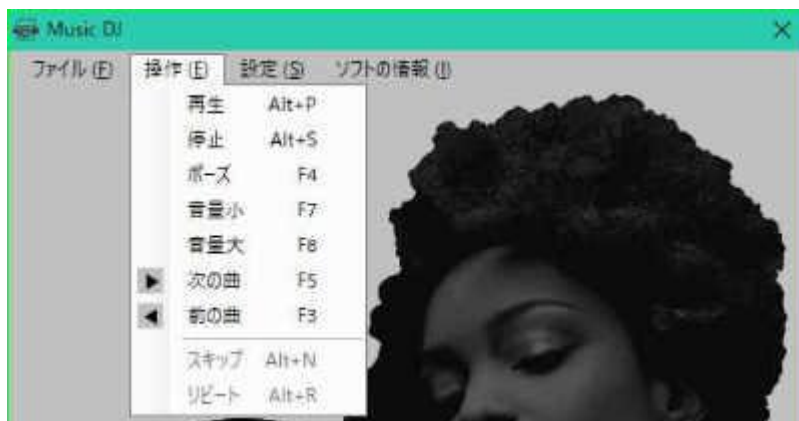 Music DJ
ファイル (F) 操作 (E) 設定 (S) ソフトの情報 (I)
再生 Alt+P
停止 Alt+S
ポーズ F4
音量小 F7
音量大 F8
次の曲 F5
前の曲 F3
スキップ Alt+N
リピート Alt+R